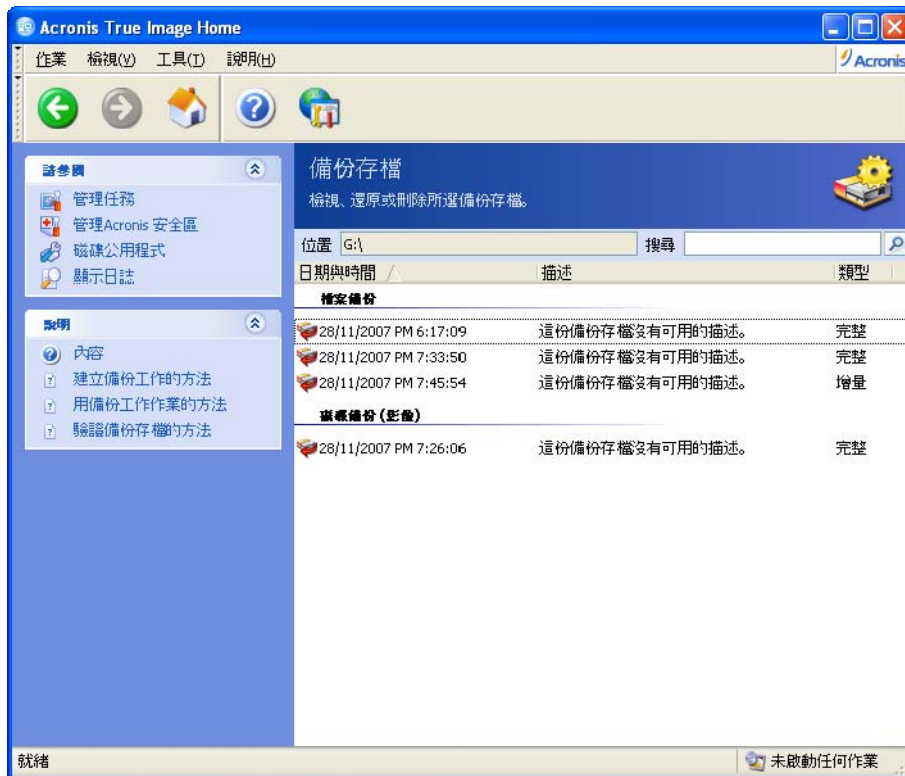 Acronis True Image Home
作業 檢視(V) 工具(T) 說明(H)
Acronis
請參閱
管理任務
管理Acronis 安全區
磁碟公用程式
顯示日誌
說明
內容
建立備份工作的方法
用備份工作作業的方法
驗證備份存檔的方法
備份存檔
檢視、還原或刪除所選備份存檔。
位置 G:\ 搜尋
日期與時間 描述 類型
檔案備份
28/11/2007 PM 6:17:09 這份備份存檔沒有可用的描述。 完整
28/11/2007 PM 7:33:50 這份備份存檔沒有可用的描述。 完整
28/11/2007 PM 7:45:54 這份備份存檔沒有可用的描述。 增量
磁碟備份 (影像)
28/11/2007 PM 7:26:06 這份備份存檔沒有可用的描述。 完整
就緒 未啟動任何作業